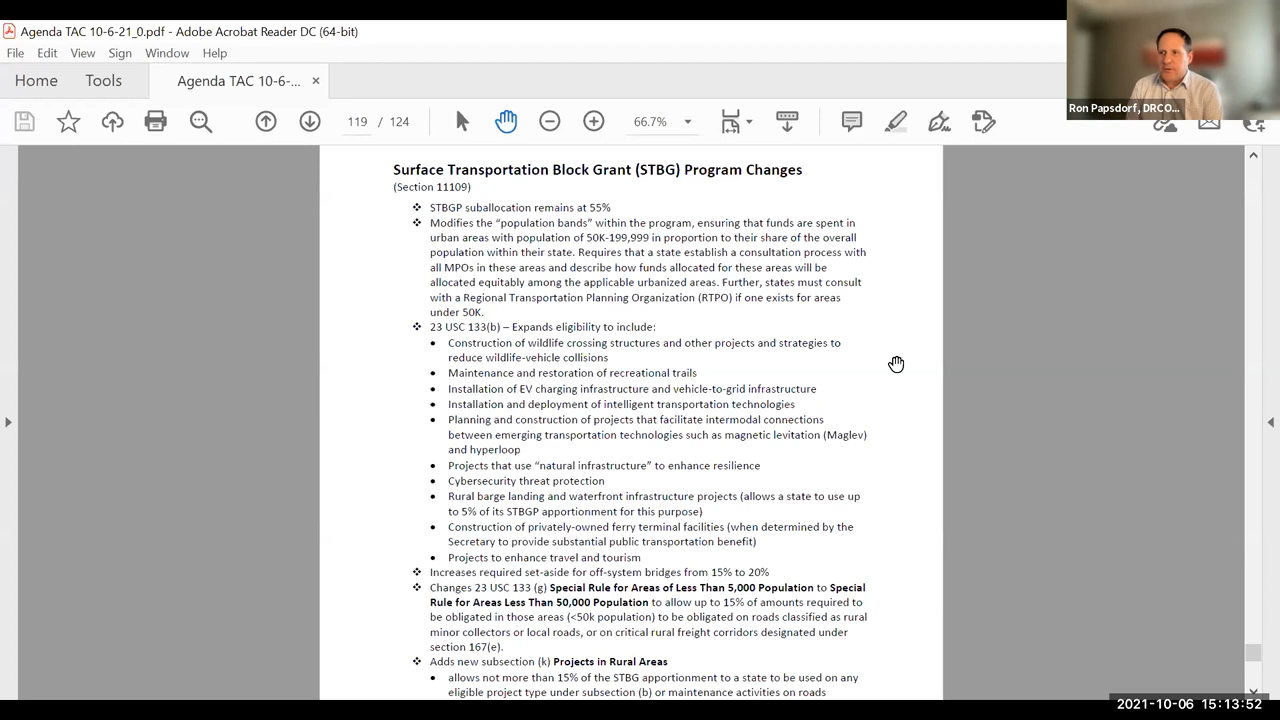 Agenda TAC 10-6-21_0.pdf - Adobe Acrobat Reader DC (64-bit)
File Edit View Sign Window Help
Home Tools Agenda TAC 10-6-... ×
119 / 124 66.7%
Ron Papsdorf, DRCO...
Surface Transportation Block Grant (STBG) Program Changes
(Section 11109)
❖ STBGP suballocation remains at 55%
❖ Modifies the “population bands” within the program, ensuring that funds are spent in
urban areas with population of 50K-199,999 in proportion to their share of the overall
population within their state. Requires that a state establish a consultation process with
all MPOs in these areas and describe how funds allocated for these areas will be
allocated equitably among the applicable urbanized areas. Further, states must consult
with a Regional Transportation Planning Organization (RTPO) if one exists for areas
under 50K.
❖ 23 USC 133(b) – Expands eligibility to include:
• Construction of wildlife crossing structures and other projects and strategies to
reduce wildlife-vehicle collisions
• Maintenance and restoration of recreational trails
• Installation of EV charging infrastructure and vehicle-to-grid infrastructure
• Installation and deployment of intelligent transportation technologies
• Planning and construction of projects that facilitate intermodal connections
between emerging transportation technologies such as magnetic levitation (Maglev)
and hyperloop
• Projects that use “natural infrastructure” to enhance resilience
• Cybersecurity threat protection
• Rural barge landing and waterfront infrastructure projects (allows a state to use up
to 5% of its STBGP apportionment for this purpose)
• Construction of privately-owned ferry terminal facilities (when determined by the
Secretary to provide substantial public transportation benefit)
• Projects to enhance travel and tourism
❖ Increases required set-aside for off-system bridges from 15% to 20%
❖ Changes 23 USC 133 (g) Special Rule for Areas of Less Than 5,000 Population to Special
Rule for Areas Less Than 50,000 Population to allow up to 15% of amounts required to
be obligated in those areas (<50k population) to be obligated on roads classified as rural
minor collectors or local roads, or on critical rural freight corridors designated under
section 167(e).
❖ Adds new subsection (k) Projects in Rural Areas
• allows not more than 15% of the STBG apportionment to a state to be used on any
eligible project type under subsection (b) or maintenance activities on roads
2021-10-06 15:13:52